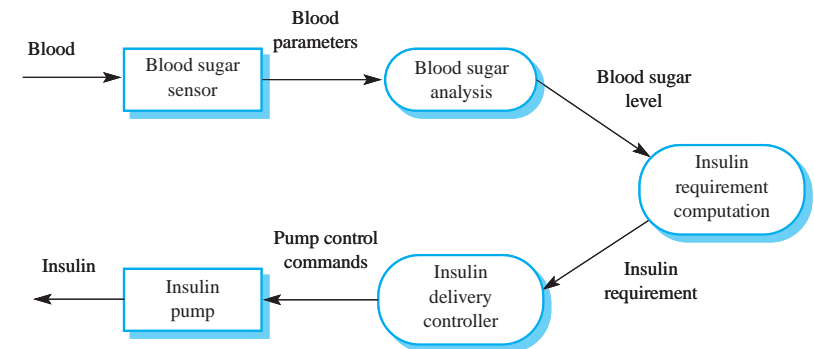 Blood
Blood sugar
sensor
Blood
parameters
Blood sugar
analysis
Blood sugar
level
Insulin
requirement
computation
Insulin
requirement
Insulin
delivery
controller
Pump control
commands
Insulin
pump
Insulin